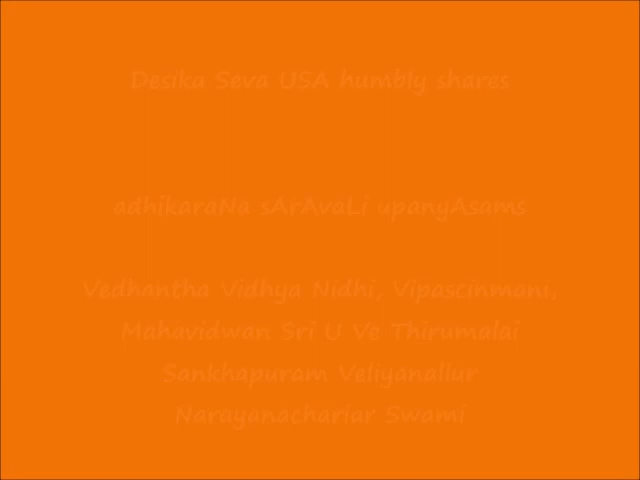 Desika Seva USA humbly shares
adhikaraNa sArAvaLi upanyAsams
Vedhantha Vidhya Nidhi, Vipascinmani,
Mahavidwan Sri U Ve Thirumalai
Sankhapuram Veliyanallur
Narayanachariar Swami